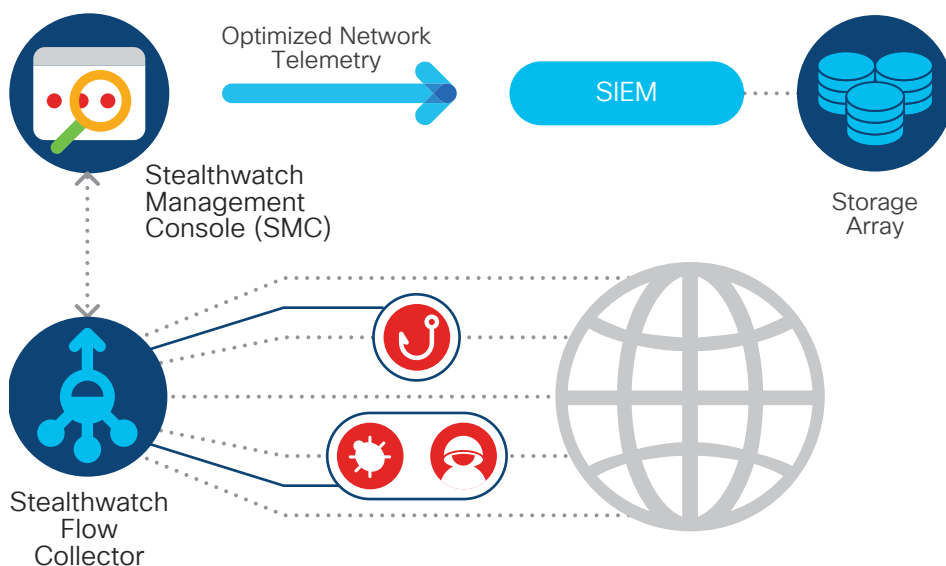 Optimized Network
Telemetry
SIEM
Stealthwatch
Management
Console (SMC)
Storage
Array
Stealthwatch
Flow
Collector